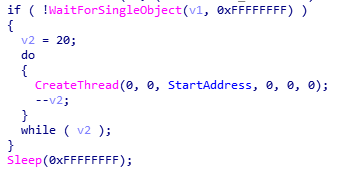 if ( !WaitForSingleObject(v1, 0xFFFFFFFF) )
{
v2 = 20;
do
{
CreateThread(0, 0, StartAddress, 0, 0, 0);
--v2;
}
while ( v2 );
}
Sleep(0xFFFFFFFF);